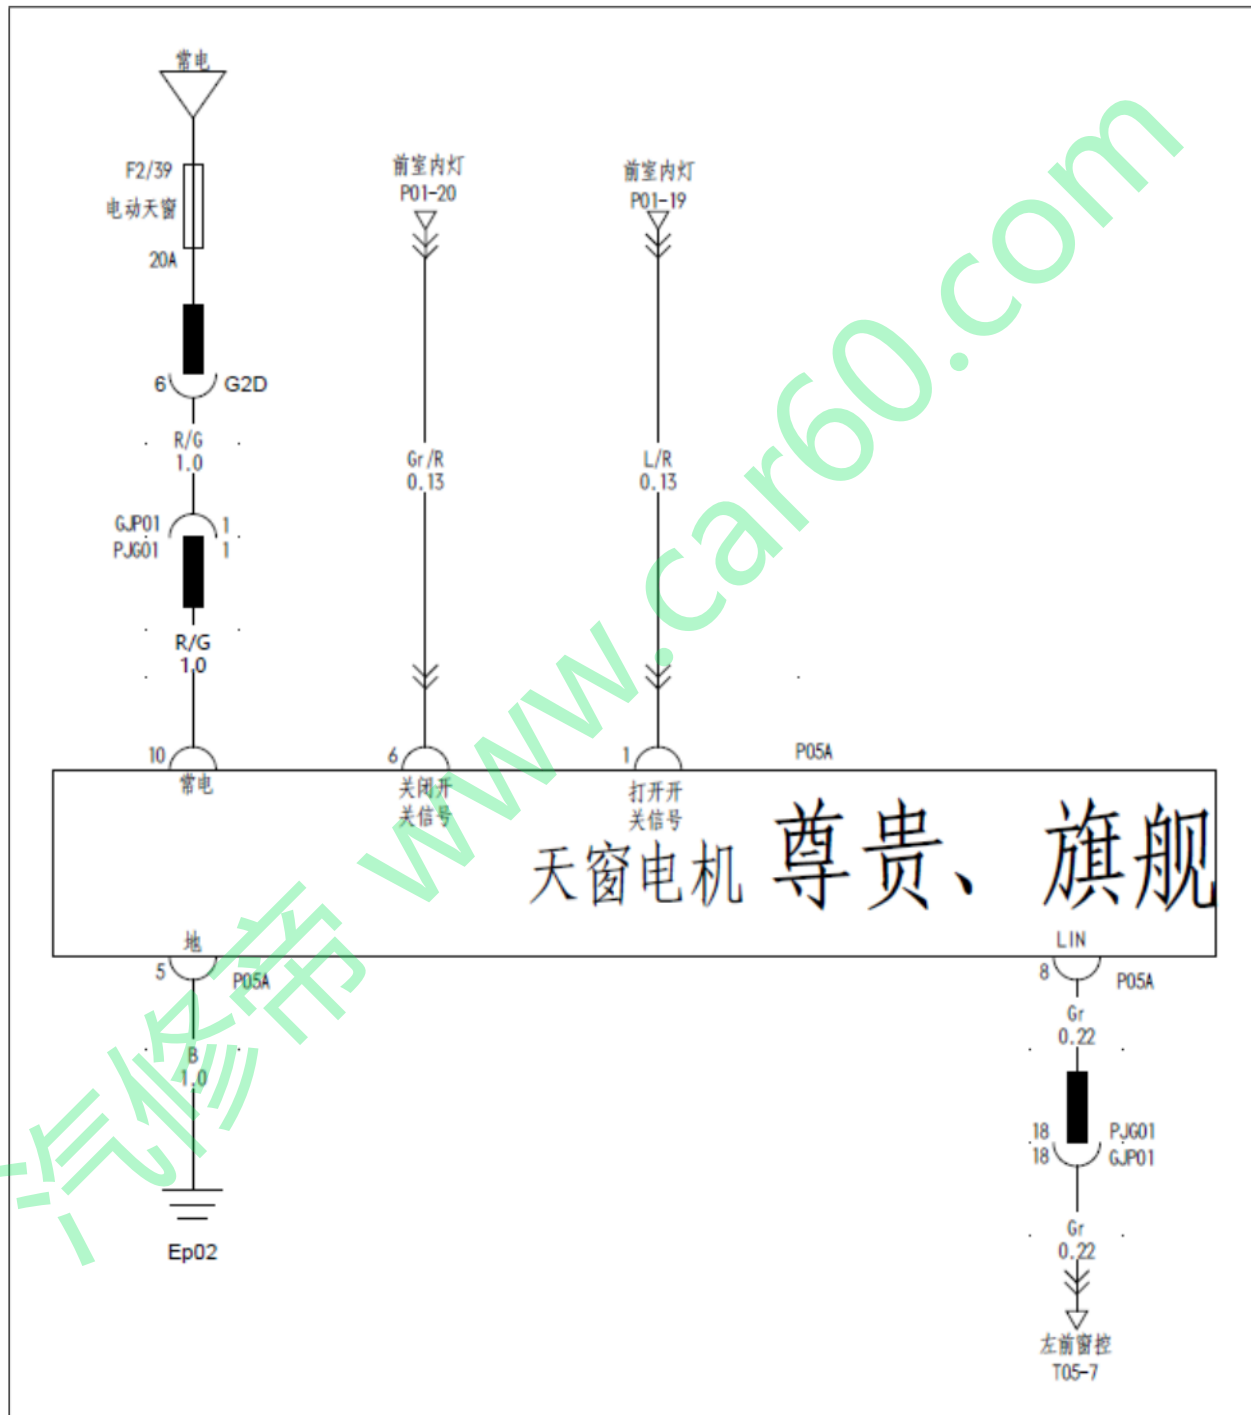 常电
F2/39
电动天窗
20A
前室内灯
P01-20
前室内灯
P01-19
6
G2D
R/G
1.0
Gr/R
0.13
L/R
0.13
GJP01
1
PJG01
1
R/G
1.0
10
6
1
P05A
常电
关闭开
关信号
打开开
关信号
天窗电机
尊贵、旗舰
地
LIN
5
P05A
8
P05A
B
1.0
Gr
0.22
18
PJG01
18
GJP01
Gr
0.22
Ep02
左前窗控
T05-7
汽修帝 www.car60.com